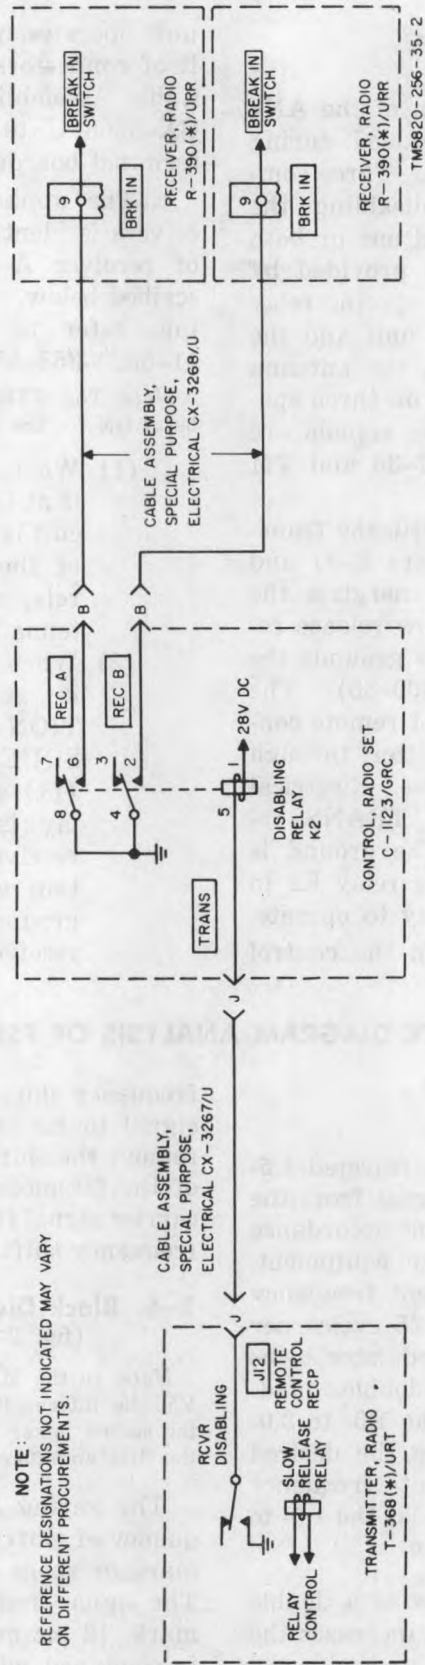 NOTE:
REFERENCE DESIGNATIONS NOT INDICATED MAY VARY
ON DIFFERENT PROCUREMENTS.
RCVR
DISABLING
J12
REMOTE
CONTROL
RECP
SLOW
RELEASE
RELAY
RELAY
CONTROL
TRANSMITTER, RADIO
T-368(*)/URT
J
CABLE ASSEMBLY,
SPECIAL PURPOSE,
ELECTRICAL CX-3267/U
J
TRANS
8
7
6
REC A
4
3
2
REC B
5
28V DC
DISABLING
RELAY
K2
CONTROL, RADIO SET
C-1123/GRC
B
B
CABLE ASSEMBLY,
SPECIAL PURPOSE,
ELECTRICAL CX-3268/U
9
BRK IN
BREAK IN
SWITCH
RECEIVER, RADIO
R-390(*)/URR
9
BRK IN
BREAK IN
SWITCH
RECEIVER, RADIO
R-390(*)/URR
TM5820-256-35-2